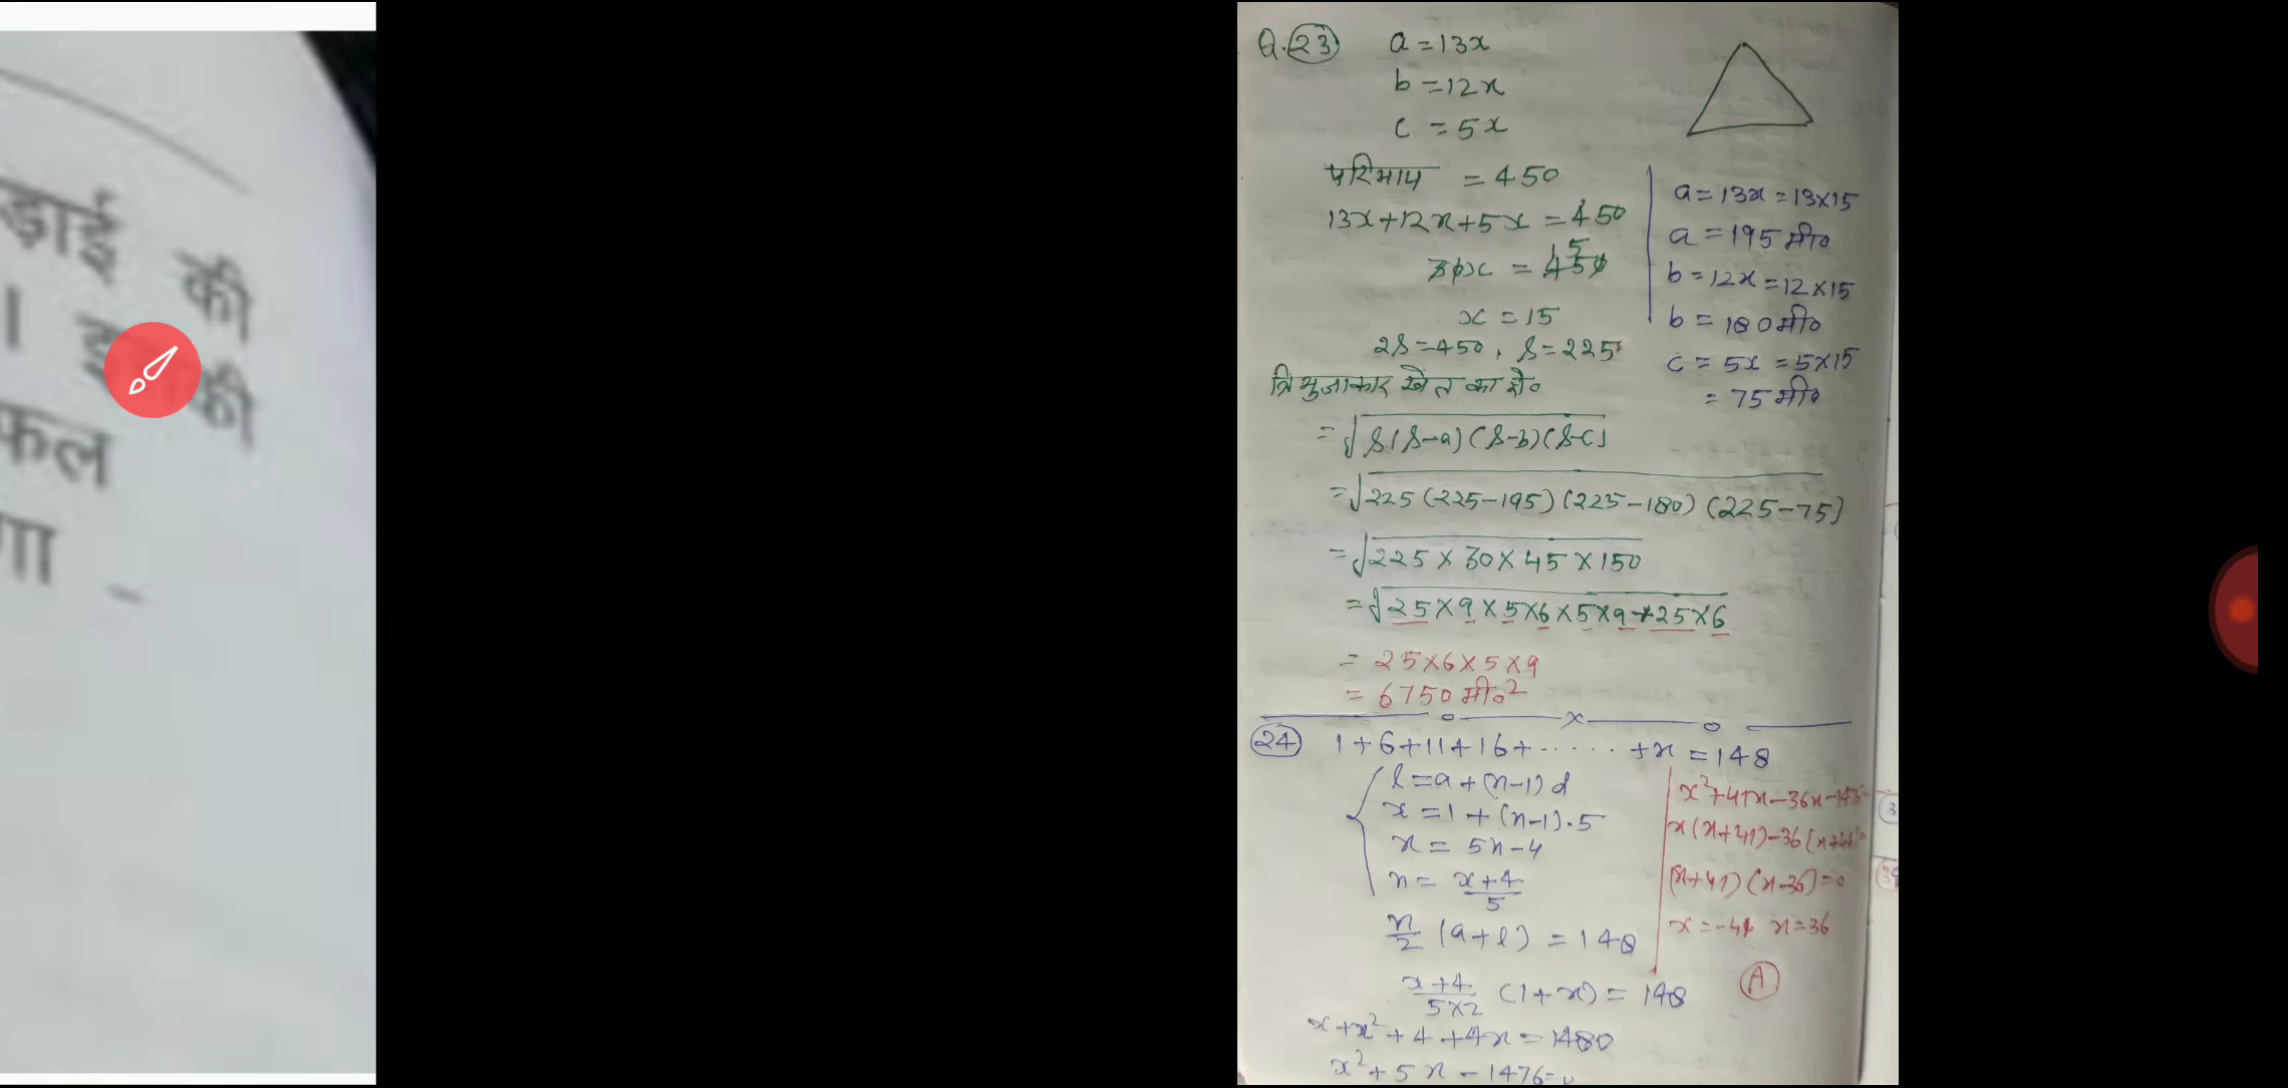 ड़ाई की
की
फल
गा -
Q. 23 a = 13x
b = 12x
c = 5x
परिमाप = 450
13x+12x+5x = 450
30x = 450
15
x = 15
2s = 450, s = 225
a = 13x = 13×15
a = 195 मी०
b = 12x = 12×15
b = 180 मी०
c = 5x = 5×15
= 75 मी०
त्रिभुजाकार खेत का क्षे०
= √s(s-a)(s-b)(s-c)
= √225(225-195)(225-180)(225-75)
= √225×30×45×150
= √25×9×5×6×5×9×25×6
= 25×6×5×9
= 6750 मी०²
24 1+6+11+16+ . . . . . +x = 148
l = a+(n-1)d
x = 1+(n-1).5
x = 5n-4
n = x+4/5
n/2 (a+l) = 148
x+4/5×2 (1+x) = 148
x+x²+4+4x = 1480
x²+5x-1476=0
x²+41x-36x-1476
x(x+41)-36(x+41)
(x+41)(x-36)=0
x=-41 x=36
A